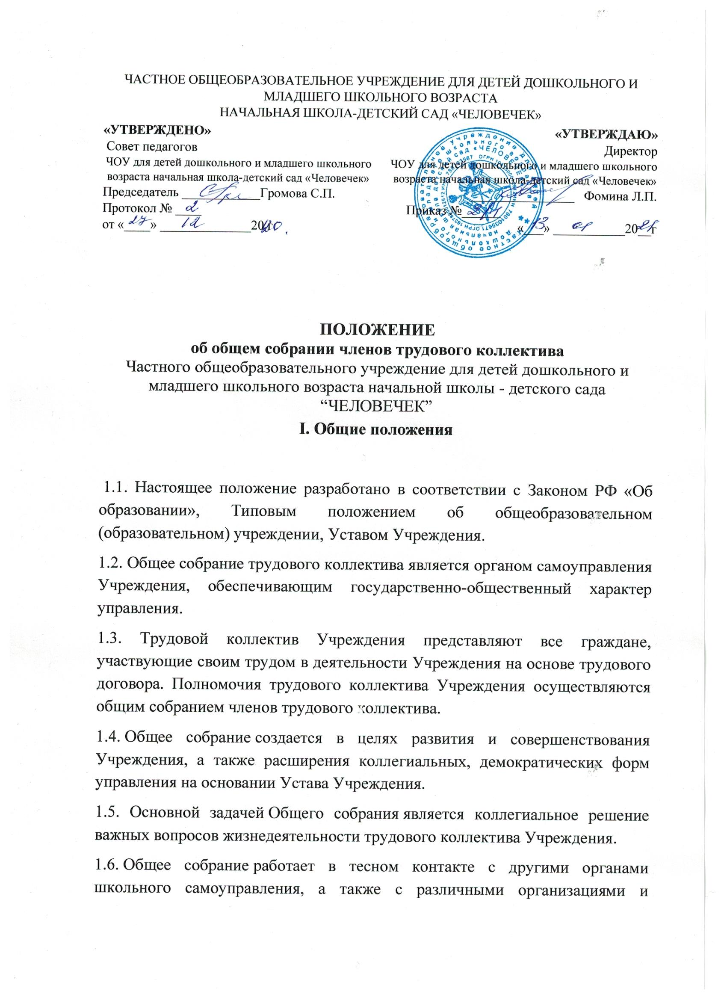 ЧАСТНОЕ ОБЩЕОБРАЗОВАТЕЛЬНОЕ УЧРЕЖДЕНИЕ ДЛЯ ДЕТЕЙ ДОШКОЛЬНОГО И
МЛАДШЕГО ШКОЛЬНОГО ВОЗРАСТА
НАЧАЛЬНАЯ ШКОЛА-ДЕТСКИЙ САД «ЧЕЛОВЕЧЕК»
«УТВЕРЖДЕНО»
Совет педагогов
ЧОУ для детей дошкольного и младшего школьного
возраста начальная школа-детский сад «Человечек»
Председатель ____________Громова С.П.
Протокол № 2
от «27» 12 2020г.
«УТВЕРЖДАЮ»
Директор
ЧОУ для детей дошкольного и младшего школьного
возраста начальная школа-детский сад «Человечек»
________________ Фомина Л.П.
Приказ №
«13» 01 2021г
ПОЛОЖЕНИЕ
об общем собрании членов трудового коллектива
Частного общеобразовательного учреждение для детей дошкольного и
младшего школьного возраста начальной школы - детского сада
“ЧЕЛОВЕЧЕК”
I. Общие положения
1.1. Настоящее положение разработано в соответствии с Законом РФ «Об
образовании», Типовым положением об общеобразовательном
(образовательном) учреждении, Уставом Учреждения.
1.2. Общее собрание трудового коллектива является органом самоуправления
Учреждения, обеспечивающим государственно-общественный характер
управления.
1.3. Трудовой коллектив Учреждения представляют все граждане,
участвующие своим трудом в деятельности Учреждения на основе трудового
договора. Полномочия трудового коллектива Учреждения осуществляются
общим собранием членов трудового коллектива.
1.4. Общее собрание создается в целях развития и совершенствования
Учреждения, а также расширения коллегиальных, демократических форм
управления на основании Устава Учреждения.
1.5. Основной задачей Общего собрания является коллегиальное решение
важных вопросов жизнедеятельности трудового коллектива Учреждения.
1.6. Общее собрание работает в тесном контакте с другими органами
школьного самоуправления, а также с различными организациями и